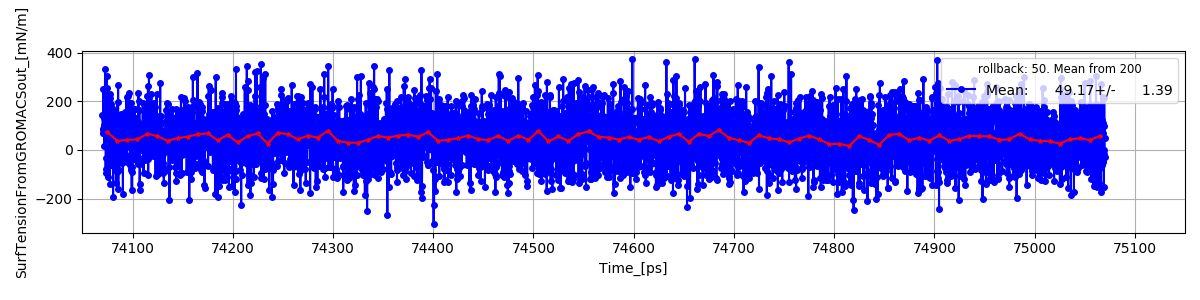 SurfTensionFromGROMACSout_[mN/m]
400
200
0
−200
rollback: 50. Mean from 200
Mean: 49.17+/- 1.39
74100 74200 74300 74400 74500 74600 74700 74800 74900 75000 75100
Time_[ps]